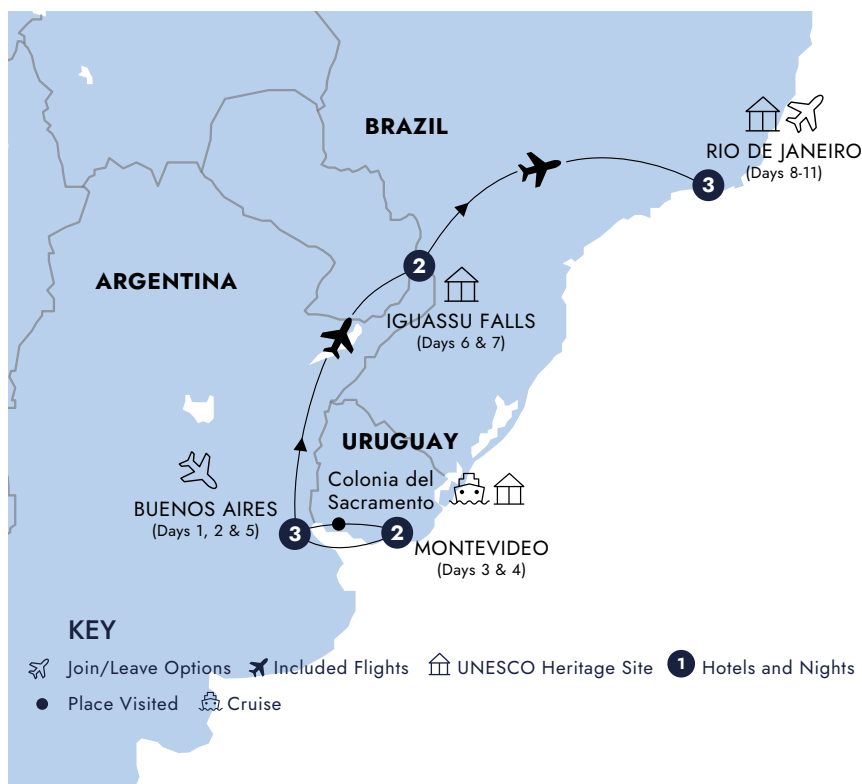 BRAZIL
RIO DE JANEIRO
(Days 8-11)
3
2
ARGENTINA
IGUASSU FALLS
(Days 6 & 7)
URUGUAY
Colonia del
Sacramento
BUENOS AIRES
(Days 1, 2 & 5)
3
2
MONTEVIDEO
(Days 3 & 4)
KEY
Join/Leave Options Included Flights UNESCO Heritage Site 1 Hotels and Nights
Place Visited Cruise